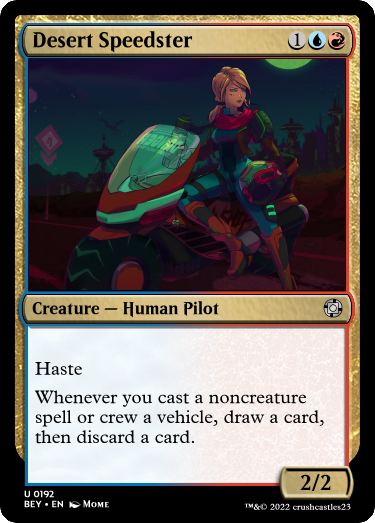 Desert Speedster 1
Creature — Human Pilot
Haste
Whenever you cast a noncreature
spell or crew a vehicle, draw a card,
then discard a card.
2/2
U 0192
BEY • EN Mome
™&© 2022 crushcastles23